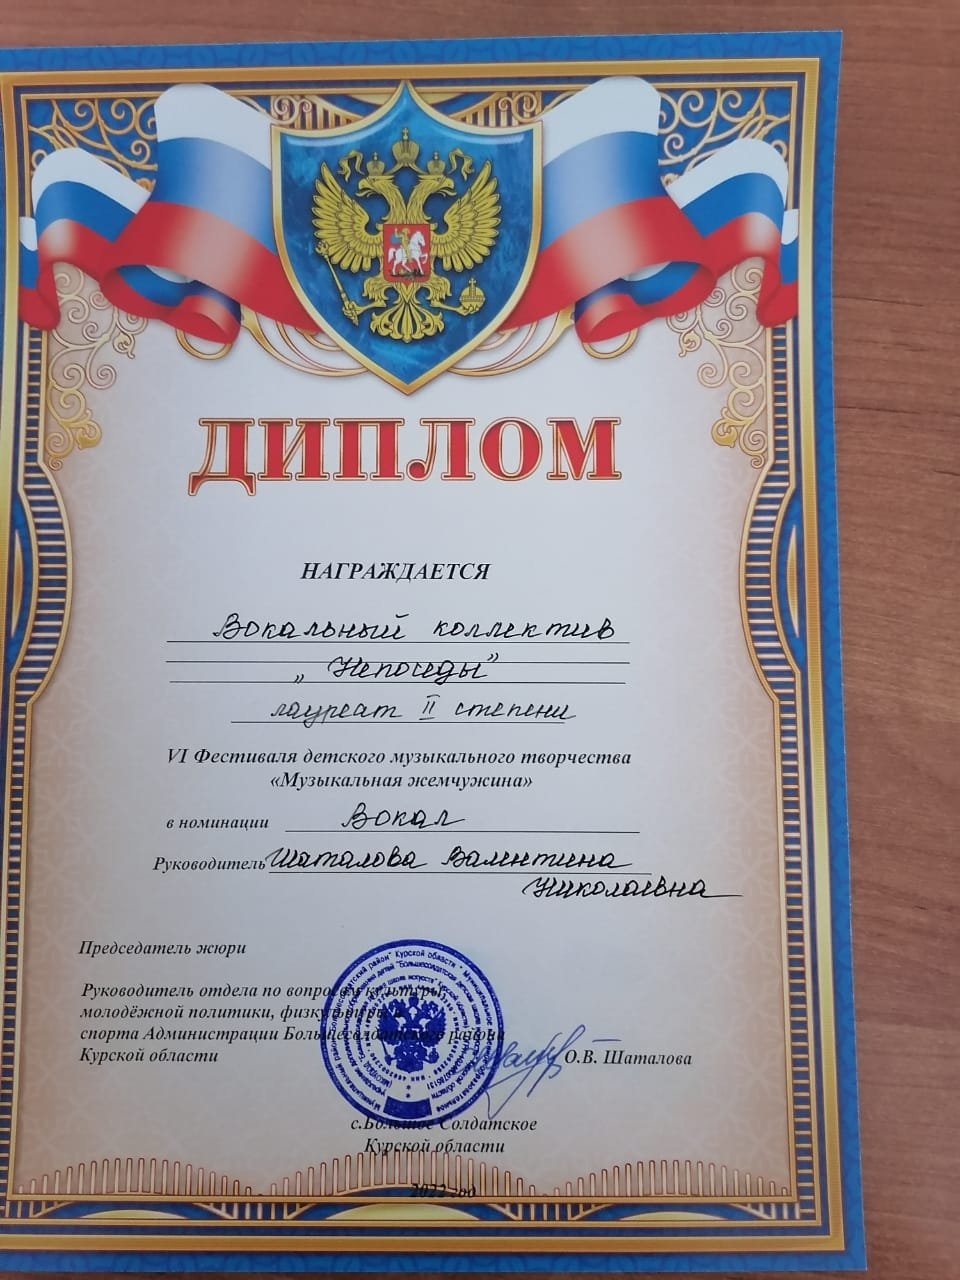 ДИПЛОМ
НАГРАЖДАЕТСЯ
Вокальный коллектив
„Непоседы”
лауреат II степени
VI Фестиваля детского музыкального творчества
«Музыкальная жемчужина»
в номинации Вокал
Руководитель Шаталова Валентина
Николаевна
Председатель жюри
Руководитель отдела по вопросам культуры,
молодёжной политики, физкультуры и
спорта Администрации Большесолдатского района
Курской области О.В. Шаталова
с.Большое Солдатское
Курской области
2022 год